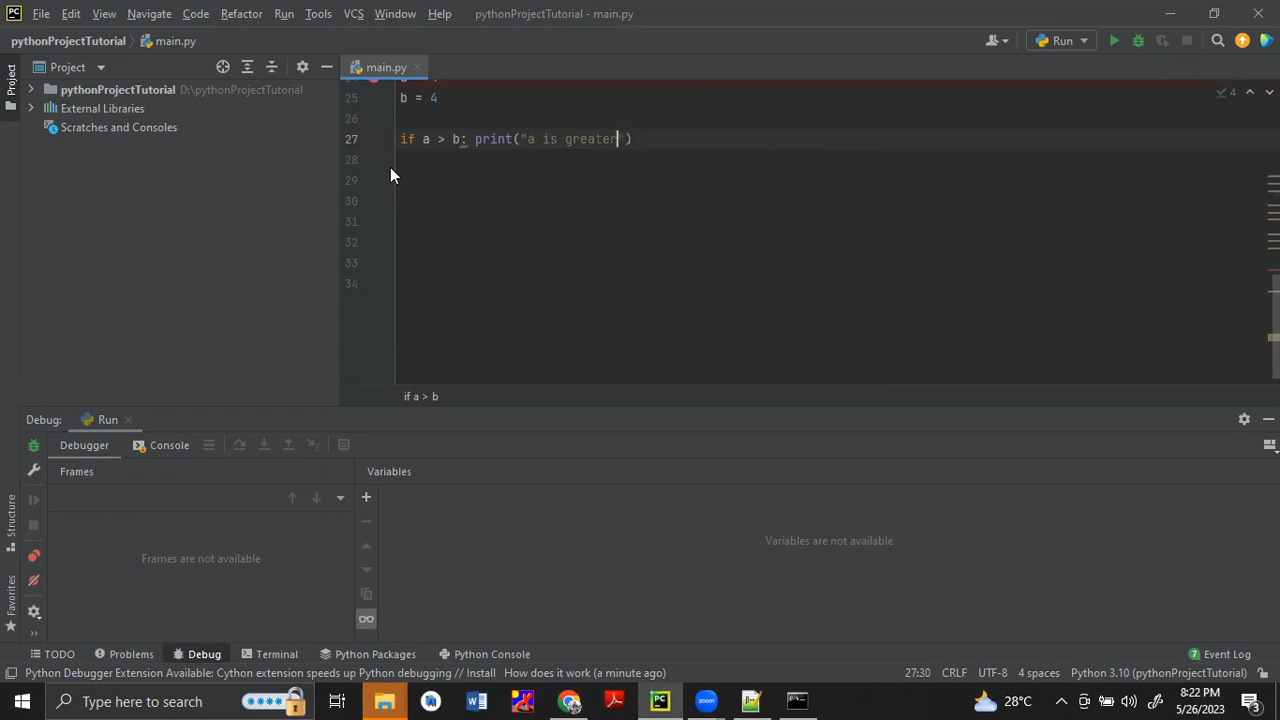 File Edit View Navigate Code Refactor Run Tools VCS Window Help pythonProjectTutorial - main.py
pythonProjectTutorial main.py Run
Project main.py
pythonProjectTutorial D:\pythonProjectTutorial
External Libraries
Scratches and Consoles
Project
25 b = 4
4
26
27 if a > b: print("a is greater")
28
29
30
31
32
33
34
if a > b
Debug: Run
Debugger Console
Frames Variables
Frames are not available
Variables are not available
Structure
Favorites
TODO Problems Debug Terminal Python Packages Python Console Event Log
Python Debugger Extension Available: Cython extension speeds up Python debugging // Install How does it work (a minute ago) 27:30 CRLF UTF-8 4 spaces Python 3.10 (pythonProjectTutorial)
Type here to search 28°C 8:22 PM
5/26/2023
3